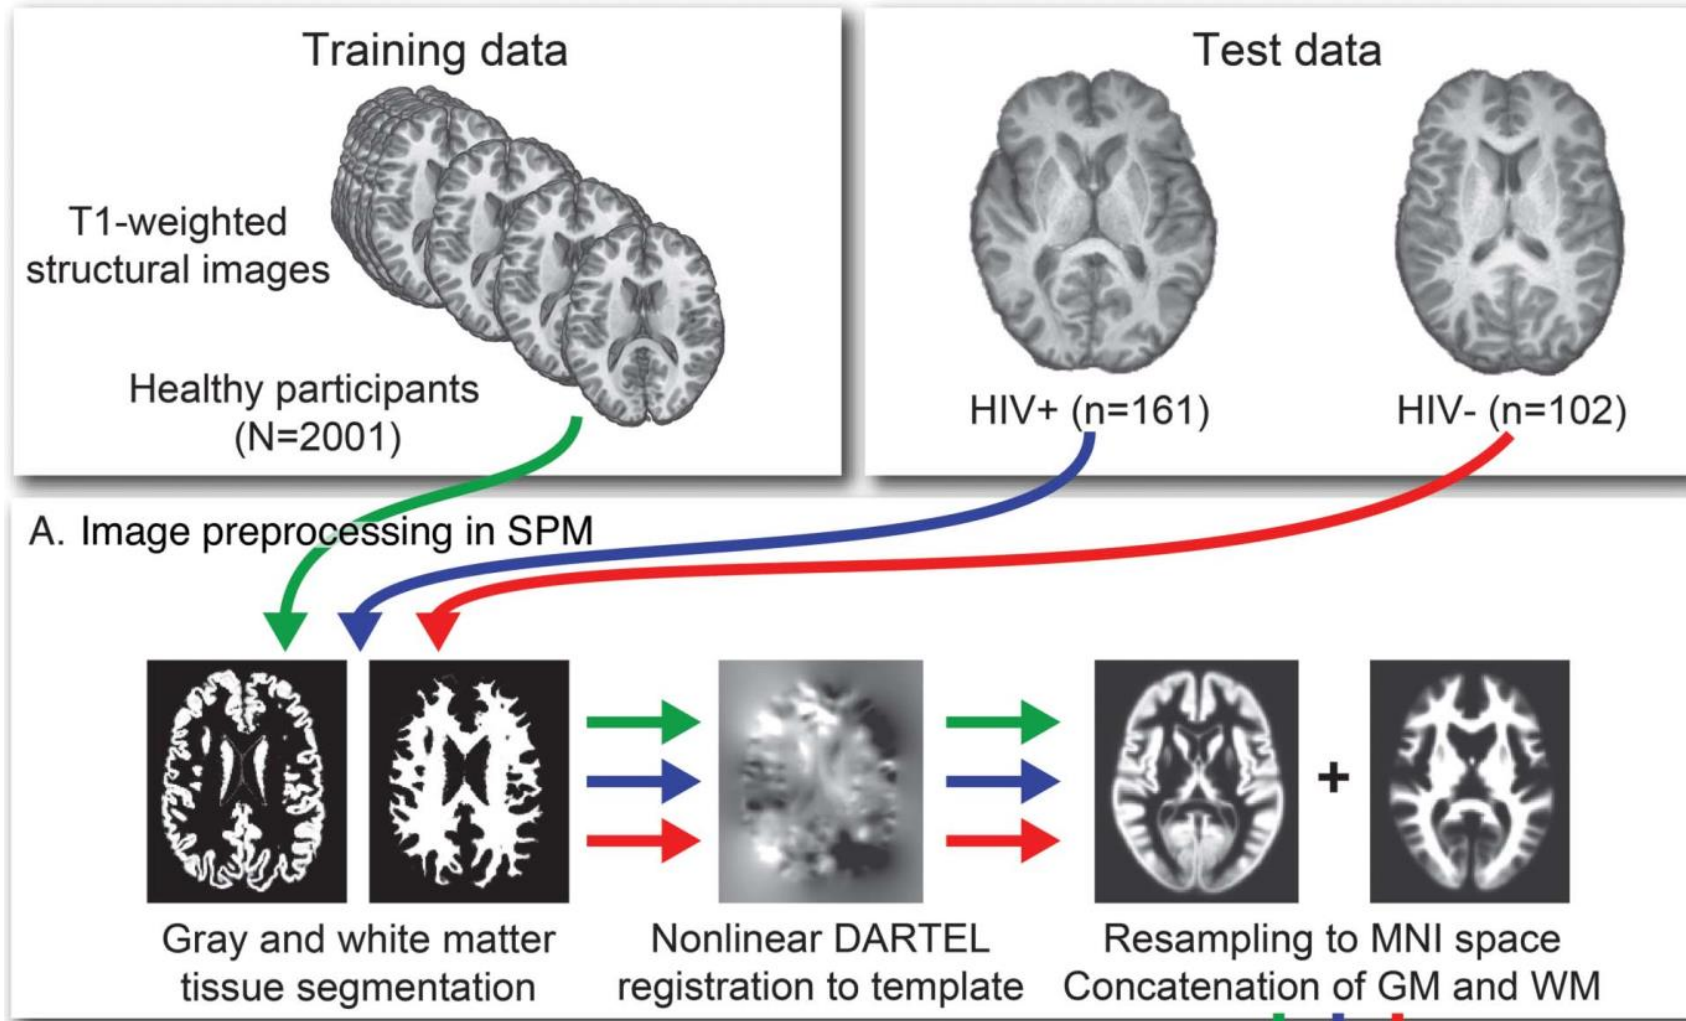 Training data
T1-weighted
structural images
Healthy participants
(N=2001)
Test data
HIV+ (n=161)
HIV- (n=102)
A. Image preprocessing in SPM
Gray and white matter
tissue segmentation
Nonlinear DARTEL
registration to template
+
Resampling to MNI space
Concatenation of GM and WM